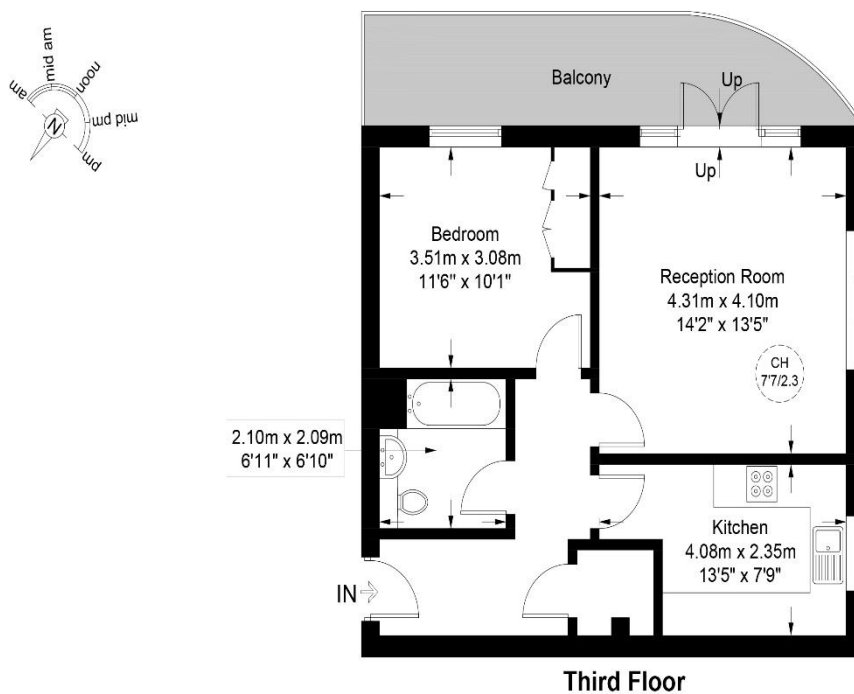 am
mid am
noon
N
mid pm
pm
Balcony
Up
Up
Bedroom
3.51m x 3.08m
11'6" x 10'1"
Reception Room
4.31m x 4.10m
14'2" x 13'5"
CH
7'7/2.3
2.10m x 2.09m
6'11" x 6'10"
Kitchen
4.08m x 2.35m
13'5" x 7'9"
IN
Third Floor